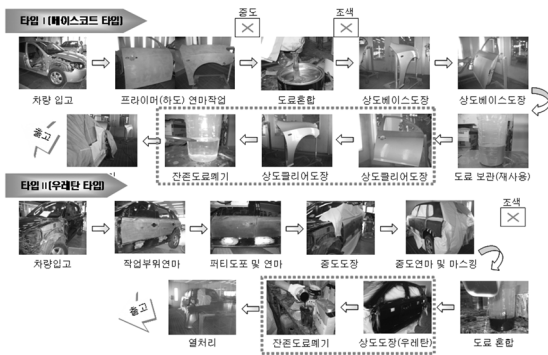 타입 I (베이스코트 타입)
중도
조색
차량 입고
프라이머(하도) 연마작업
도료혼합
상도베이스도장
상도베이스도장
출고
잔존도료폐기
상도클리어도장
상도클리어도장
도료 보관(재사용)
타입 II (우레탄 타입)
조색
차량입고
작업부위연마
퍼티도포 및 연마
중도도장
중도연마 및 마스킹
출고
열처리
잔존도료폐기
상도도장(우레탄)
도료 혼합